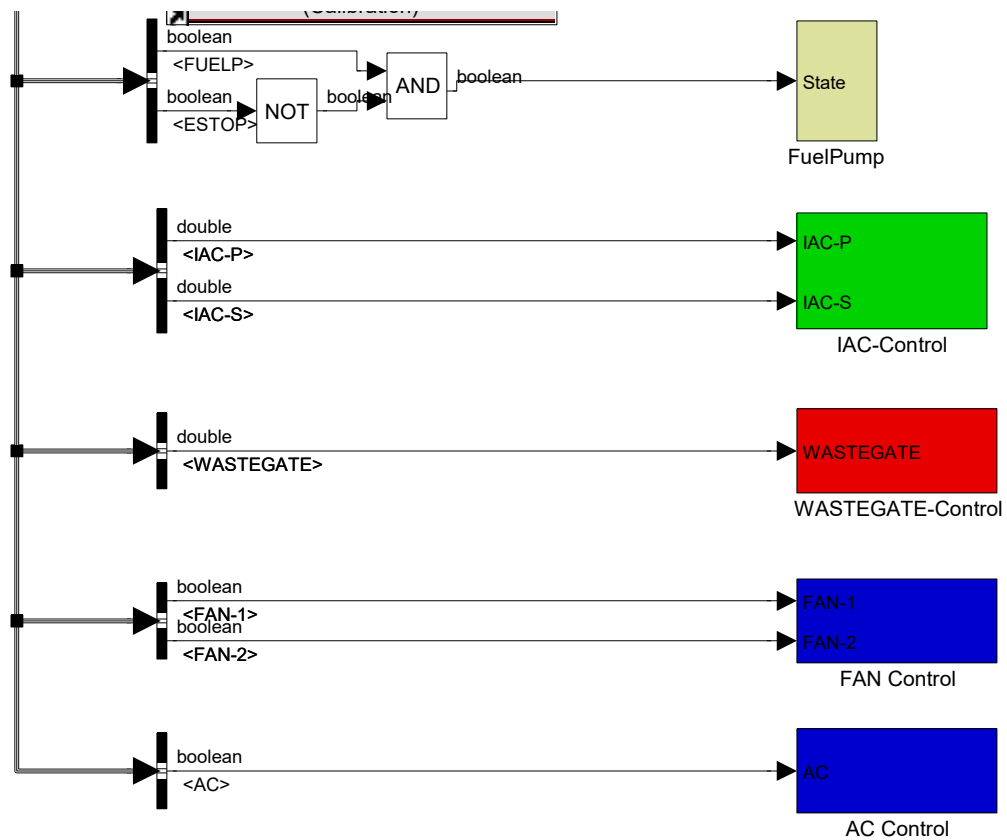 boolean
<FUELP>
boolean
<ESTOP>
NOT
boolean
AND
boolean
State
FuelPump
double
<IAC-P>
double
<IAC-S>
IAC-P
IAC-S
IAC-Control
double
<WASTEGATE>
WASTEGATE
WASTEGATE-Control
boolean
<FAN-1>
boolean
<FAN-2>
FAN-1
FAN-2
FAN Control
boolean
<AC>
AC
AC Control